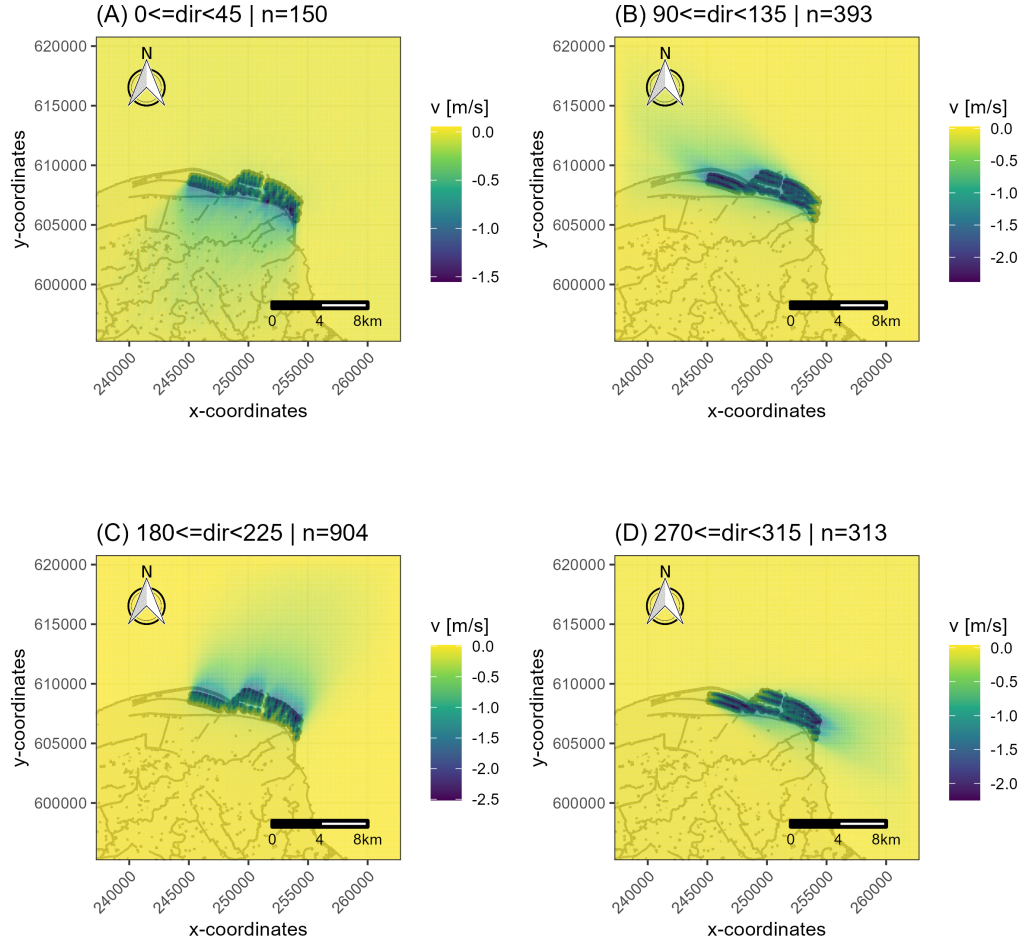 (A) 0<=dir<45 | n=150
y-coordinates
620000
615000
610000
605000
600000
N
0 4 8km
240000 245000 250000 255000 260000
x-coordinates
v [m/s]
0.0
-0.5
-1.0
-1.5
(B) 90<=dir<135 | n=393
y-coordinates
620000
615000
610000
605000
600000
N
0 4 8km
240000 245000 250000 255000 260000
x-coordinates
v [m/s]
0.0
-0.5
-1.0
-1.5
-2.0
(C) 180<=dir<225 | n=904
y-coordinates
620000
615000
610000
605000
600000
N
0 4 8km
240000 245000 250000 255000 260000
x-coordinates
v [m/s]
0.0
-0.5
-1.0
-1.5
-2.0
-2.5
(D) 270<=dir<315 | n=313
y-coordinates
620000
615000
610000
605000
600000
N
0 4 8km
240000 245000 250000 255000 260000
x-coordinates
v [m/s]
0.0
-0.5
-1.0
-1.5
-2.0